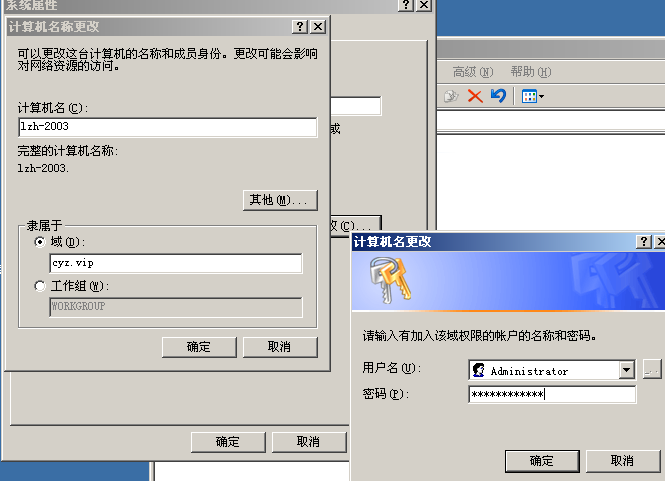 系统属性
计算机名称更改
可以更改这台计算机的名称和成员身份。更改可能会影响
对网络资源的访问。
计算机名(C):
lzh-2003
完整的计算机名称:
lzh-2003.
其他(M)...
隶属于
域(D):
cyz.vip
工作组(W):
WORKGROUP
确定
取消
或
改(C)...
确定
取消
高级(N)
帮助(H)
计算机名更改
请输入有加入该域权限的帐户的名称和密码。
用户名(U):
Administrator
密码(P):
************
确定
取消